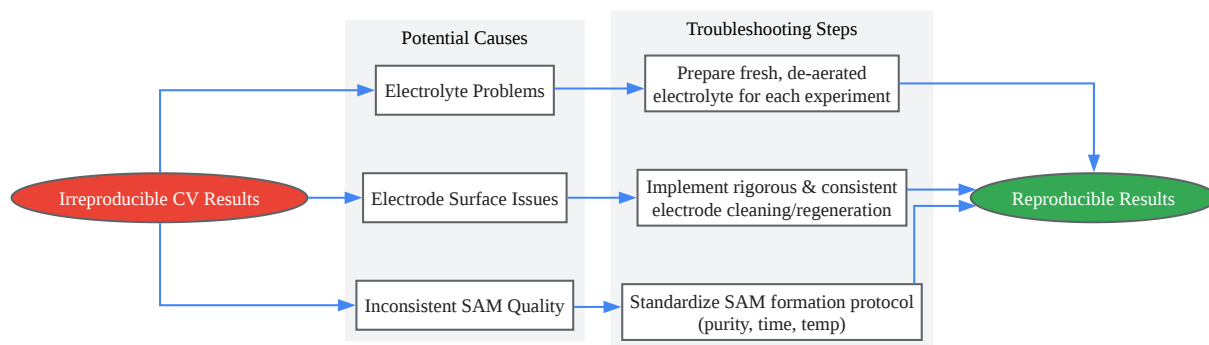 Potential Causes
Troubleshooting Steps
Electrolyte Problems
Prepare fresh, de-aerated
electrolyte for each experiment
Irreproducible CV Results
Electrode Surface Issues
Implement rigorous & consistent
electrode cleaning/regeneration
Reproducible Results
Inconsistent SAM Quality
Standardize SAM formation protocol
(purity, time, temp)